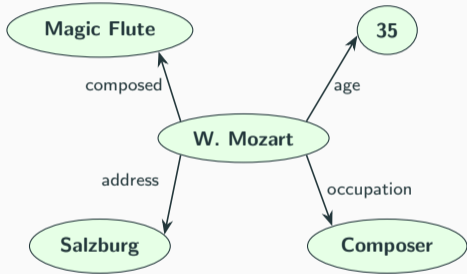 Magic Flute
35
composed
age
W. Mozart
address
occupation
Salzburg
Composer